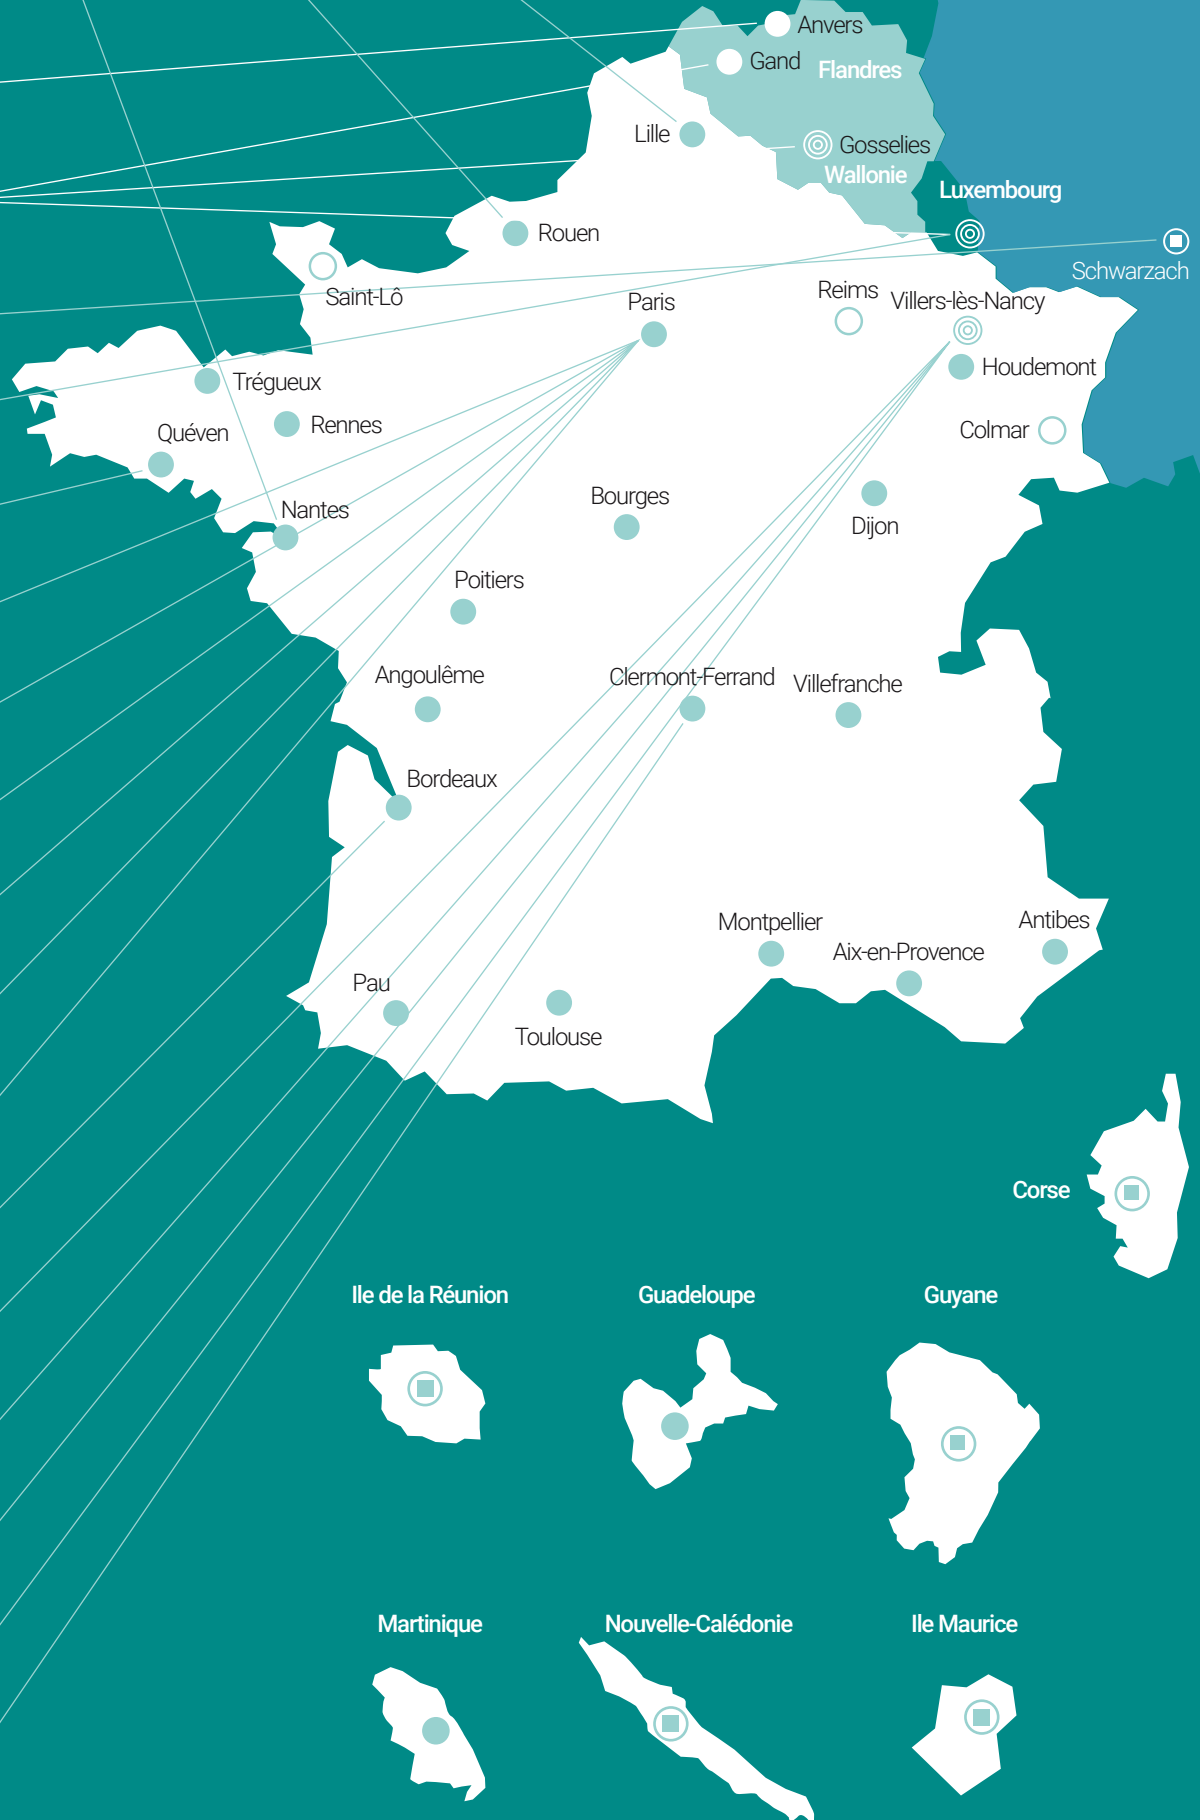 Anvers
Gand
Flandres
Lille
Gosselies
Wallonie
Luxembourg
Rouen
Schwarzach
Saint-Lô
Paris
Reims
Villers-lès-Nancy
Houdemont
Trégueux
Rennes
Quéven
Colmar
Nantes
Bourges
Dijon
Poitiers
Angoulême
Clermont-Ferrand
Villefranche
Bordeaux
Montpellier
Antibes
Aix-en-Provence
Pau
Toulouse
Corse
Ile de la Réunion
Guadeloupe
Guyane
Martinique
Nouvelle-Calédonie
Ile Maurice